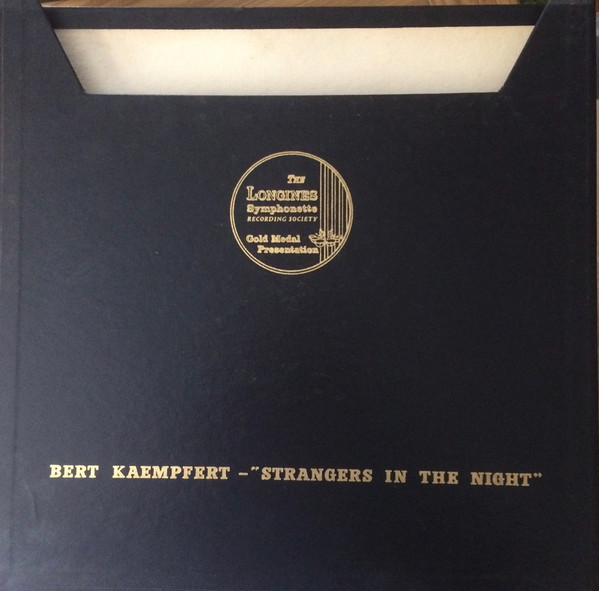 THE
LONGINES
Symphonette
RECORDING SOCIETY
Gold Medal
Presentation
BERT KAEMPFERT – "STRANGERS IN THE NIGHT"